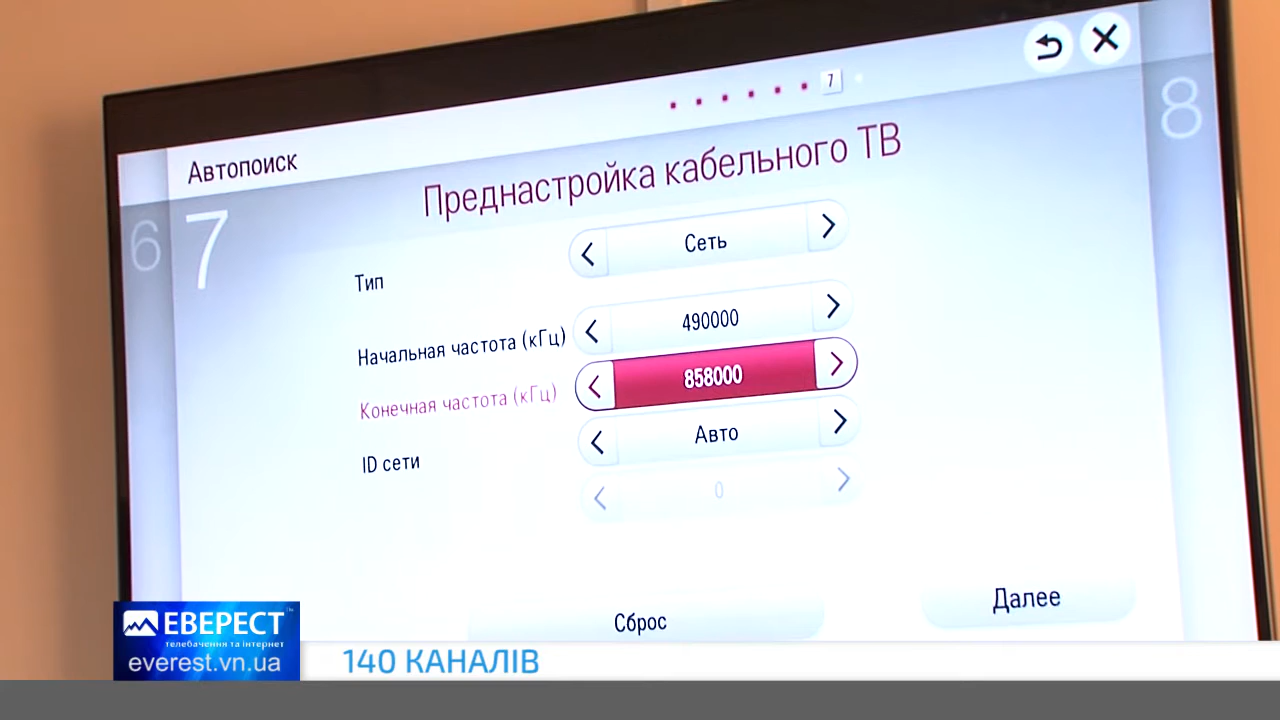 7
8
Автопоиск
Преднастройка кабельного ТВ
6
7
Тип
Сеть
Начальная частота (кГц)
490000
Конечная частота (кГц)
858000
ID сети
Авто
0
Сброс
Далее
ЕВЕРЕСТ
телебачення та інтернет
everest.vn.ua
140 КАНАЛІВ